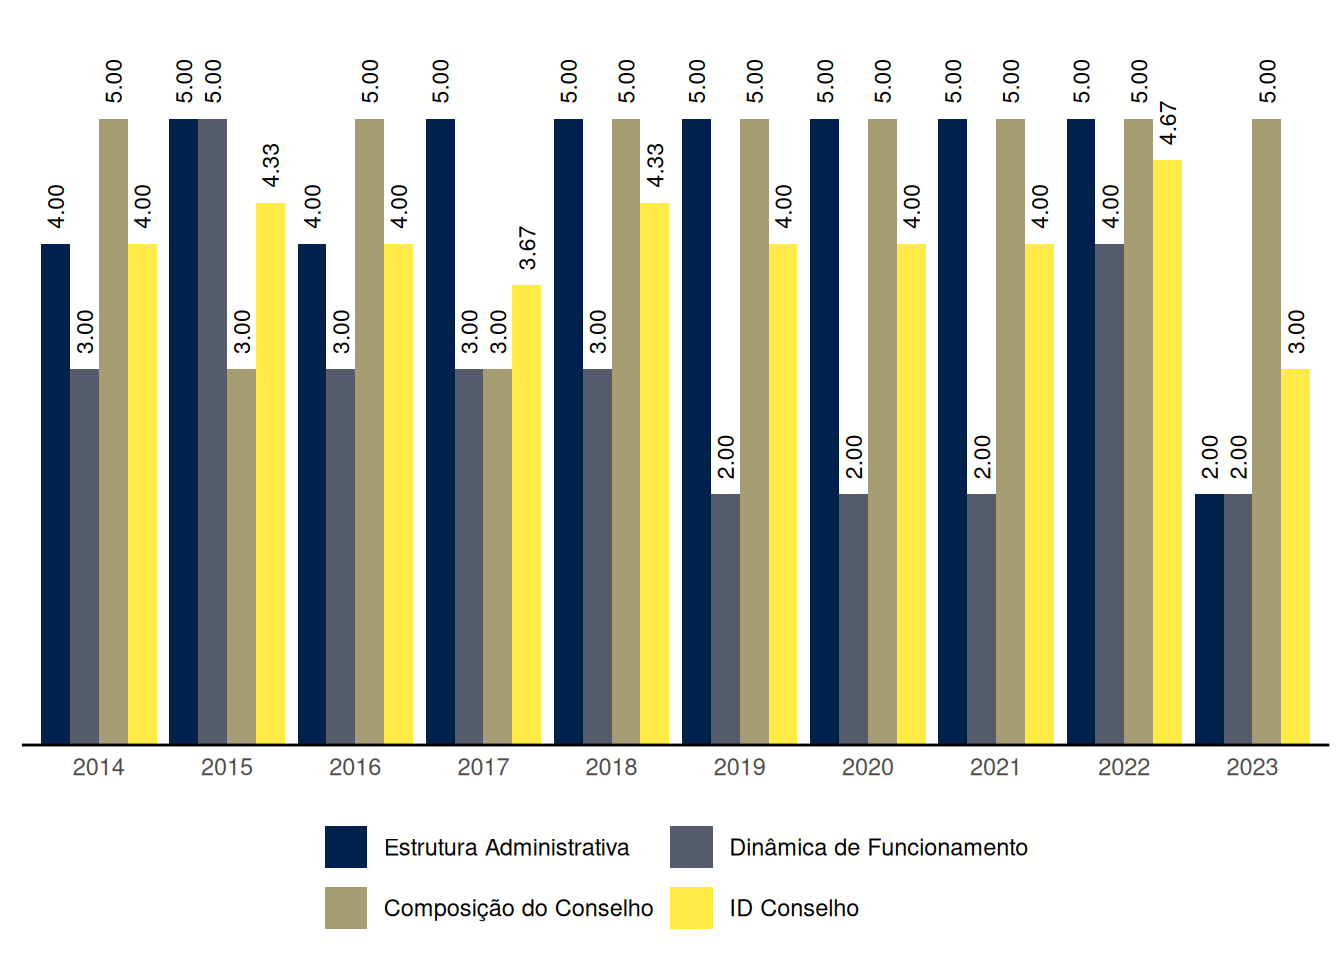 4.00 3.00 5.00 4.00 5.00 5.00 3.00 4.33 4.00 3.00 5.00 4.00 5.00 3.00 3.00 3.67 5.00 3.00 5.00 4.33 5.00 2.00 5.00 4.00 5.00 2.00 5.00 4.00 5.00 2.00 5.00 4.00 5.00 4.00 5.00 4.67 2.00 2.00 5.00 3.00
2014 2015 2016 2017 2018 2019 2020 2021 2022 2023
Estrutura Administrativa Dinâmica de Funcionamento
Composição do Conselho ID Conselho